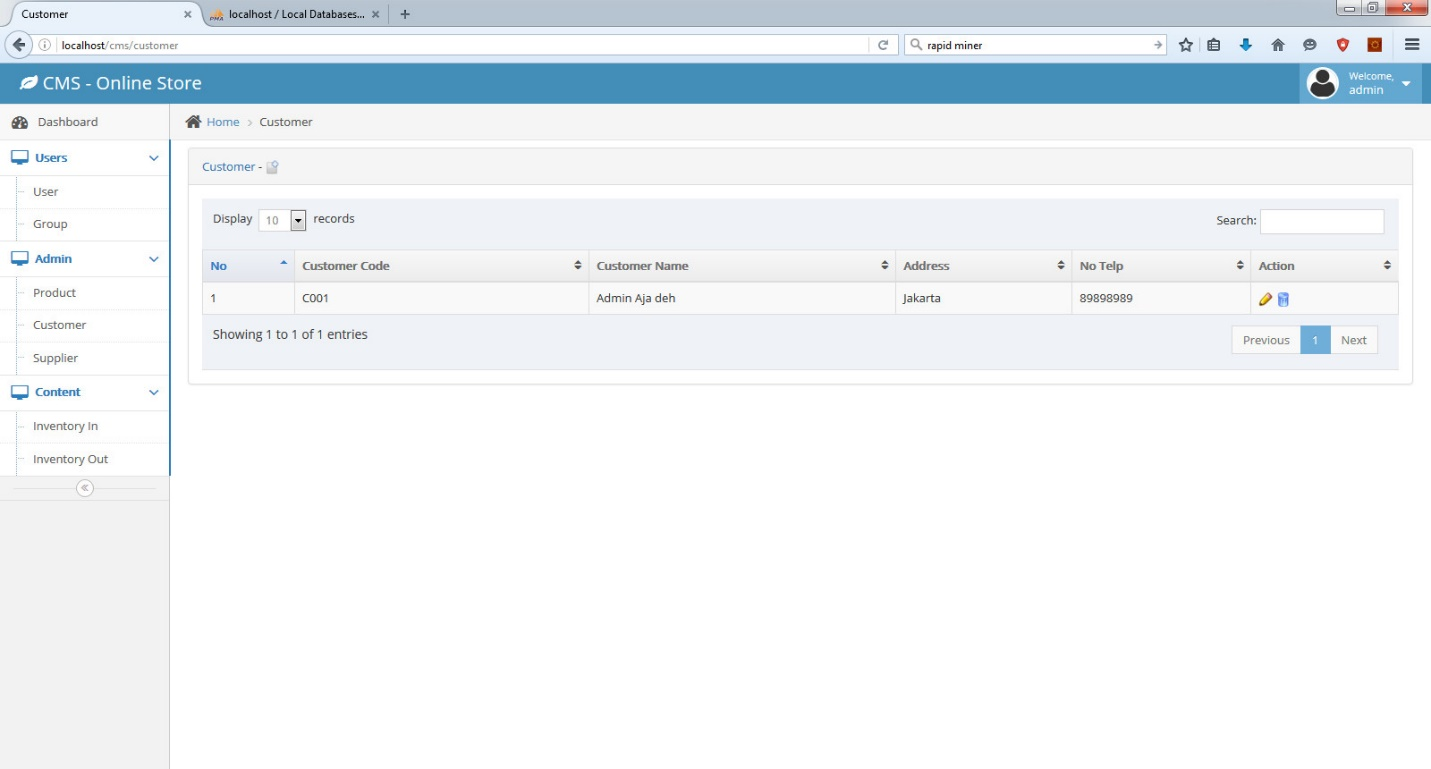 Customer
localhost / Local Databases...
localhost/cms/customer
rapid miner
CMS - Online Store
Welcome,
admin
Dashboard
Home > Customer
Users
User
Group
Admin
Product
Customer
Supplier
Content
Inventory In
Inventory Out
Customer -
Display 10 records
Search:
No Customer Code Customer Name Address No Telp Action
1 C001 Admin Aja deh Jakarta 89898989
Showing 1 to 1 of 1 entries
Previous 1 Next